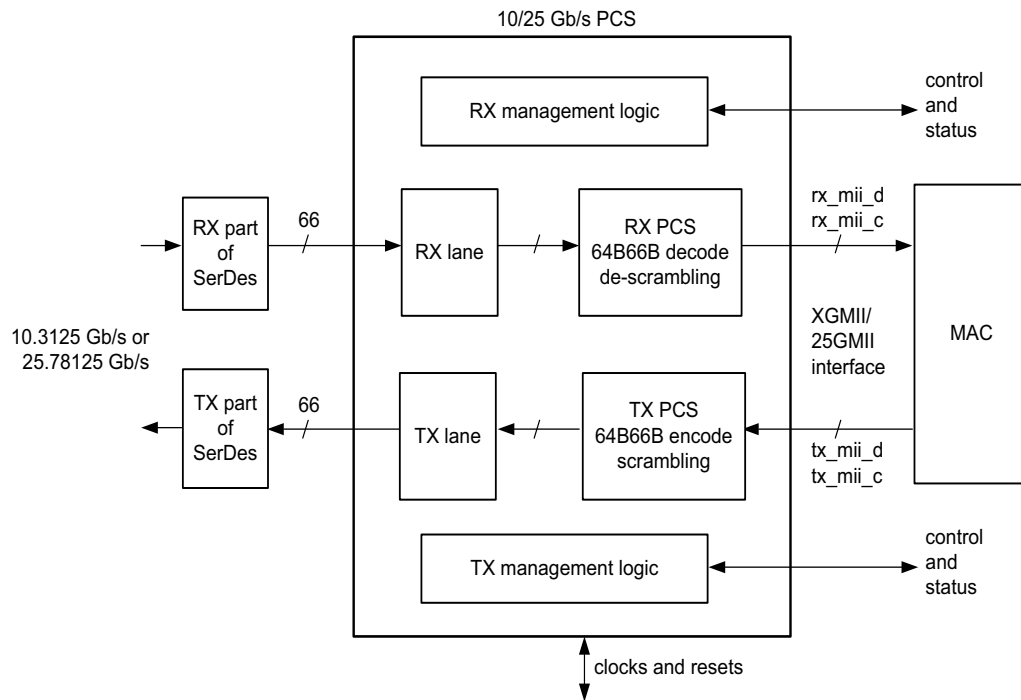 10/25 Gb/s PCS
RX management logic
control
and
status
RX part
of
SerDes
66
RX lane
RX PCS
64B66B decode
de-scrambling
rx_mii_d
rx_mii_c
10.3125 Gb/s or
25.78125 Gb/s
XGMII/
25GMII
interface
MAC
TX part
of
SerDes
66
TX lane
TX PCS
64B66B encode
scrambling
tx_mii_d
tx_mii_c
TX management logic
control
and
status
clocks and resets